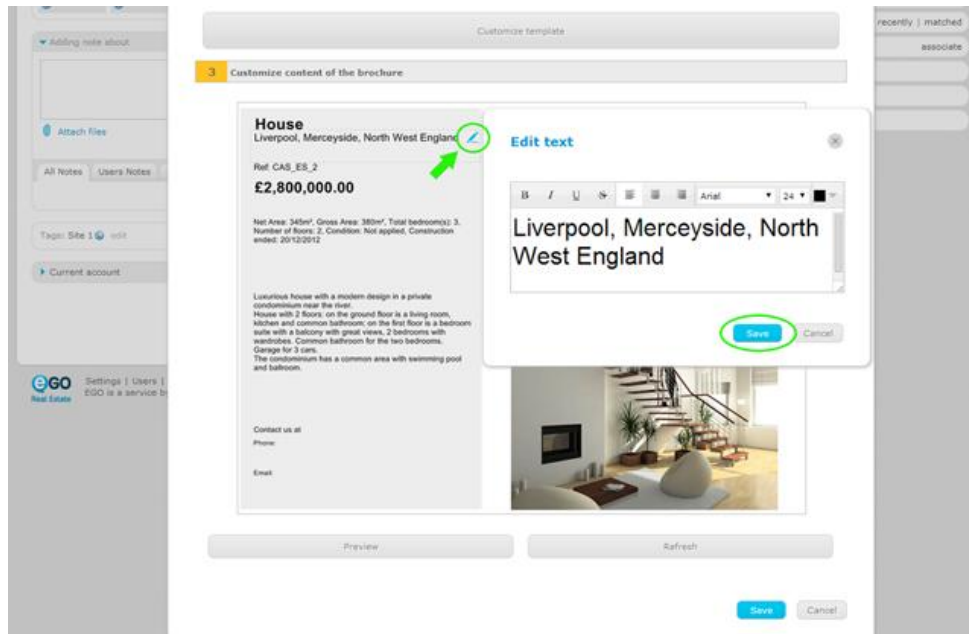 recently | matched
Customize template
Adding note about
associate
3 Customize content of the brochure
House
Liverpool, Merceyside, North West England
Edit text
Attach Files
Ref: CAS_ES_2
All Notes Users Notes
£2,800,000.00
B I U S Arial 24
Net Area: 345m², Gross Area: 380m², Total bedroom(s): 3,
Number of floors: 2, Condition: Not applied, Construction
ended: 20/12/2012
Liverpool, Merceyside, North
West England
Tags: Site 1 edit
Current account
Luxurious house with a modern design in a private
condominium near the river.
House with 2 floors: on the ground floor is a living room,
kitchen and common bathroom; on the first floor is a bedroom
suite with a balcony with great views, 2 bedrooms with
wardrobes. Common bathroom for the two bedrooms.
Garage for 3 cars.
The condominium has a common area with swimming pool
and ballroom.
Save Cancel
eGO
Real Estate
Settings | Users |
EGO is a service b
Contact us at
Phone:
Email:
Preview Refresh
Save Cancel